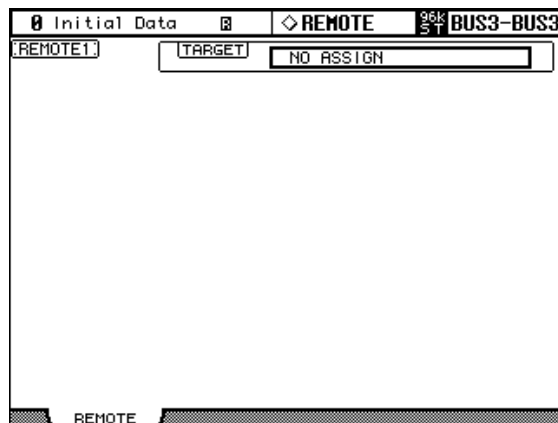 0 Initial Data R ◇REMOTE 96k ST BUS3-BUS3
[REMOTE1] TARGET NO ASSIGN
REMOTE